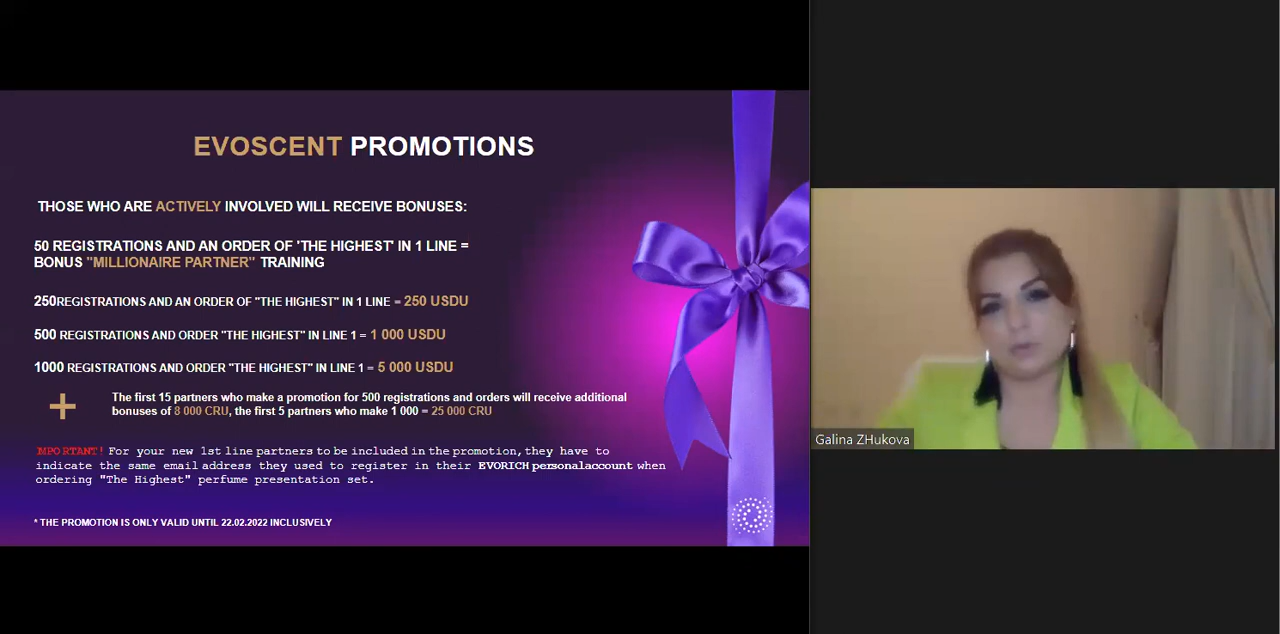 EVOSCENT PROMOTIONS
THOSE WHO ARE ACTIVELY INVOLVED WILL RECEIVE BONUSES:
50 REGISTRATIONS AND AN ORDER OF 'THE HIGHEST' IN 1 LINE =
BONUS "MILLIONAIRE PARTNER" TRAINING
250REGISTRATIONS AND AN ORDER OF "THE HIGHEST" IN 1 LINE = 250 USDU
500 REGISTRATIONS AND ORDER "THE HIGHEST" IN LINE 1 = 1 000 USDU
1000 REGISTRATIONS AND ORDER "THE HIGHEST" IN LINE 1 = 5 000 USDU
+ The first 15 partners who make a promotion for 500 registrations and orders will receive additional
bonuses of 8 000 CRU, the first 5 partners who make 1 000 = 25 000 CRU
IMPORTANT! For your new 1st line partners to be included in the promotion, they have to
indicate the same email address they used to register in their EVORICH personalaccount when
ordering "The Highest" perfume presentation set.
* THE PROMOTION IS ONLY VALID UNTIL 22.02.2022 INCLUSIVELY
Galina ZHukova